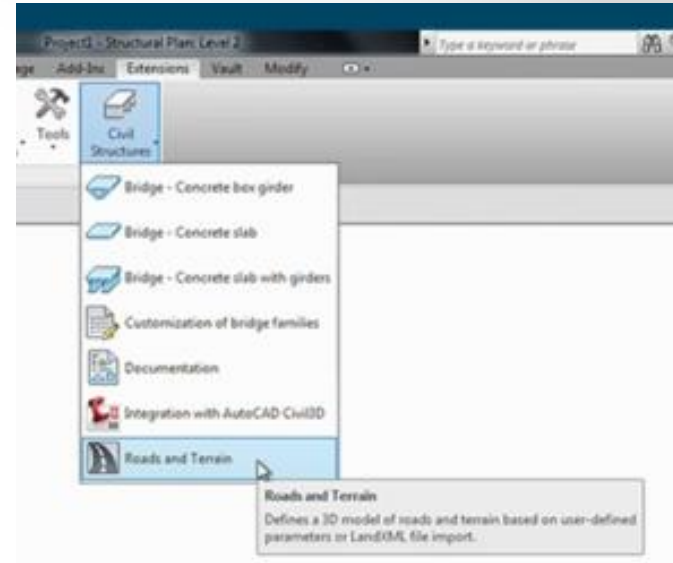 Project1 - Structural Plan: Level 2
Type a keyword or phrase
Add-Ins Extensions Vault Modify
Tools
Civil
Structures
Bridge - Concrete box girder
Bridge - Concrete slab
Bridge - Concrete slab with girders
Customization of bridge families
Documentation
Integration with AutoCAD Civil3D
Roads and Terrain
Roads and Terrain
Defines a 3D model of roads and terrain based on user-defined
parameters or LandXML file import.